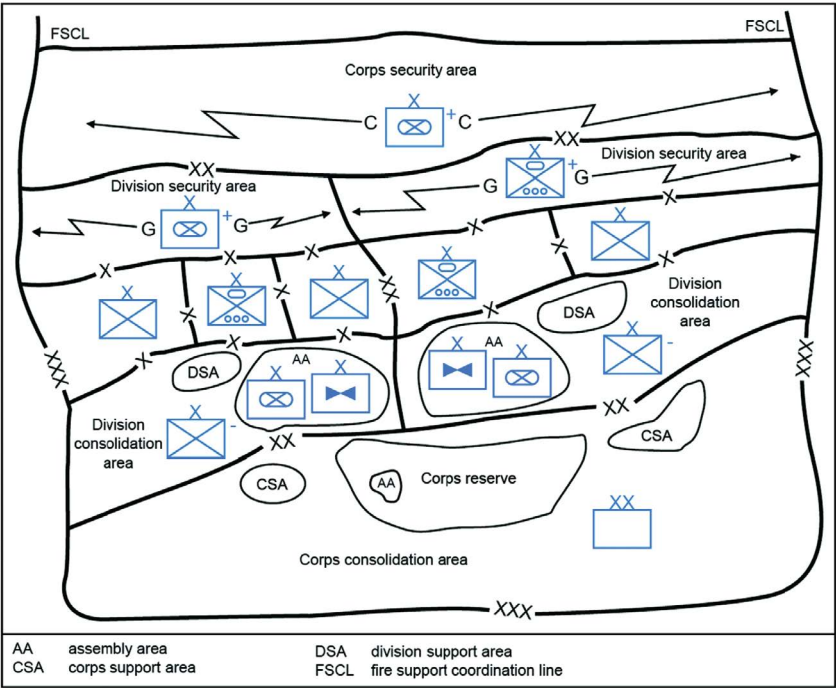 FSCL
FSCL
Corps security area
X
C
+
C
XX
XX
X
+
G
G
Division security area
Division security area
X
G
+
G
X
X
X
X
X
X
X
X
X
X
X
X
XX
X
X
X
X
X
X
X
XXX
XXX
DSA
Division
consolidation
area
X
-
DSA
AA
X
X
AA
X
X
Division
consolidation
area
X
-
XX
XX
CSA
CSA
AA
Corps reserve
XX
Corps consolidation area
XXX
AA assembly area
CSA corps support area
DSA division support area
FSCL fire support coordination line